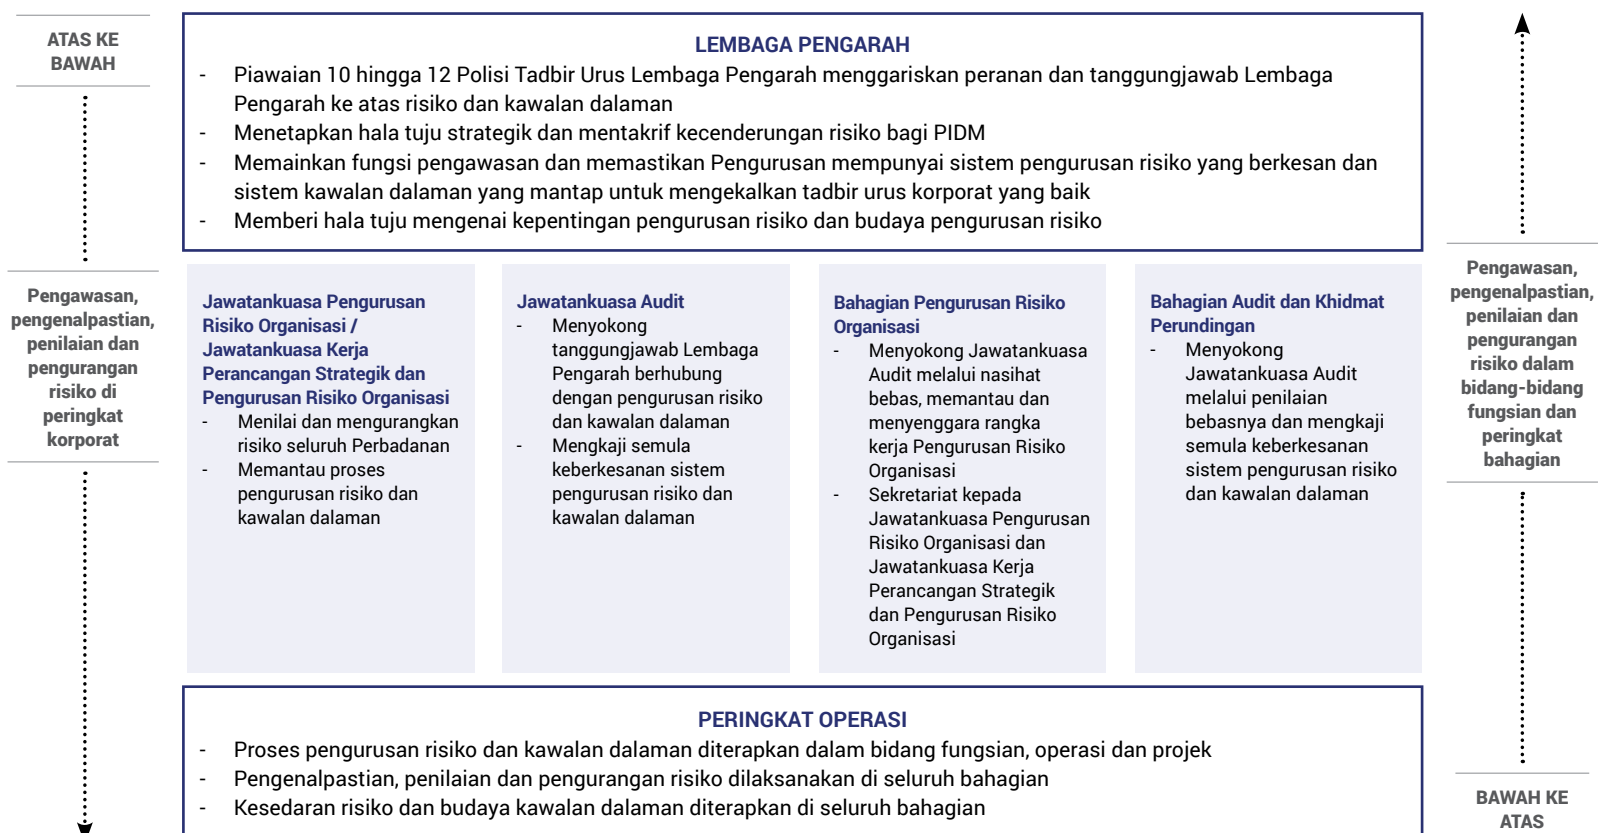 ATAS KE
BAWAH
Pengawasan,
pengenalpastian,
penilaian dan
pengurangan
risiko di
peringkat
korporat
LEMBAGA PENGARAH
- Piawaian 10 hingga 12 Polisi Tadbir Urus Lembaga Pengarah menggariskan peranan dan tanggungjawab Lembaga
Pengarah ke atas risiko dan kawalan dalaman
- Menetapkan hala tuju strategik dan mentakrif kecenderungan risiko bagi PIDM
- Memainkan fungsi pengawasan dan memastikan Pengurusan mempunyai sistem pengurusan risiko yang berkesan dan
sistem kawalan dalaman yang mantap untuk mengekalkan tadbir urus korporat yang baik
- Memberi hala tuju mengenai kepentingan pengurusan risiko dan budaya pengurusan risiko
Jawatankuasa Pengurusan
Risiko Organisasi /
Jawatankuasa Kerja
Perancangan Strategik dan
Pengurusan Risiko Organisasi
- Menilai dan mengurangkan
risiko seluruh Perbadanan
- Memantau proses
pengurusan risiko dan
kawalan dalaman
Jawatankuasa Audit
- Menyokong
tanggungjawab Lembaga
Pengarah berhubung
dengan pengurusan risiko
dan kawalan dalaman
- Mengkaji semula
keberkesanan sistem
pengurusan risiko dan
kawalan dalaman
Bahagian Pengurusan Risiko
Organisasi
- Menyokong Jawatankuasa
Audit melalui nasihat
bebas, memantau dan
menyenggara rangka
kerja Pengurusan Risiko
Organisasi
- Sekretariat kepada
Jawatankuasa Pengurusan
Risiko Organisasi dan
Jawatankuasa Kerja
Perancangan Strategik
dan Pengurusan Risiko
Organisasi
Bahagian Audit dan Khidmat
Perundingan
- Menyokong
Jawatankuasa Audit
melalui penilaian
bebasnya dan mengkaji
semula keberkesanan
sistem pengurusan risiko
dan kawalan dalaman
PERINGKAT OPERASI
- Proses pengurusan risiko dan kawalan dalaman diterapkan dalam bidang fungsian, operasi dan projek
- Pengenalpastian, penilaian dan pengurangan risiko dilaksanakan di seluruh bahagian
- Kesedaran risiko dan budaya kawalan dalaman diterapkan di seluruh bahagian
Pengawasan,
pengenalpastian,
penilaian dan
pengurangan
risiko dalam
bidang-bidang
fungsian dan
peringkat
bahagian
BAWAH KE
ATAS